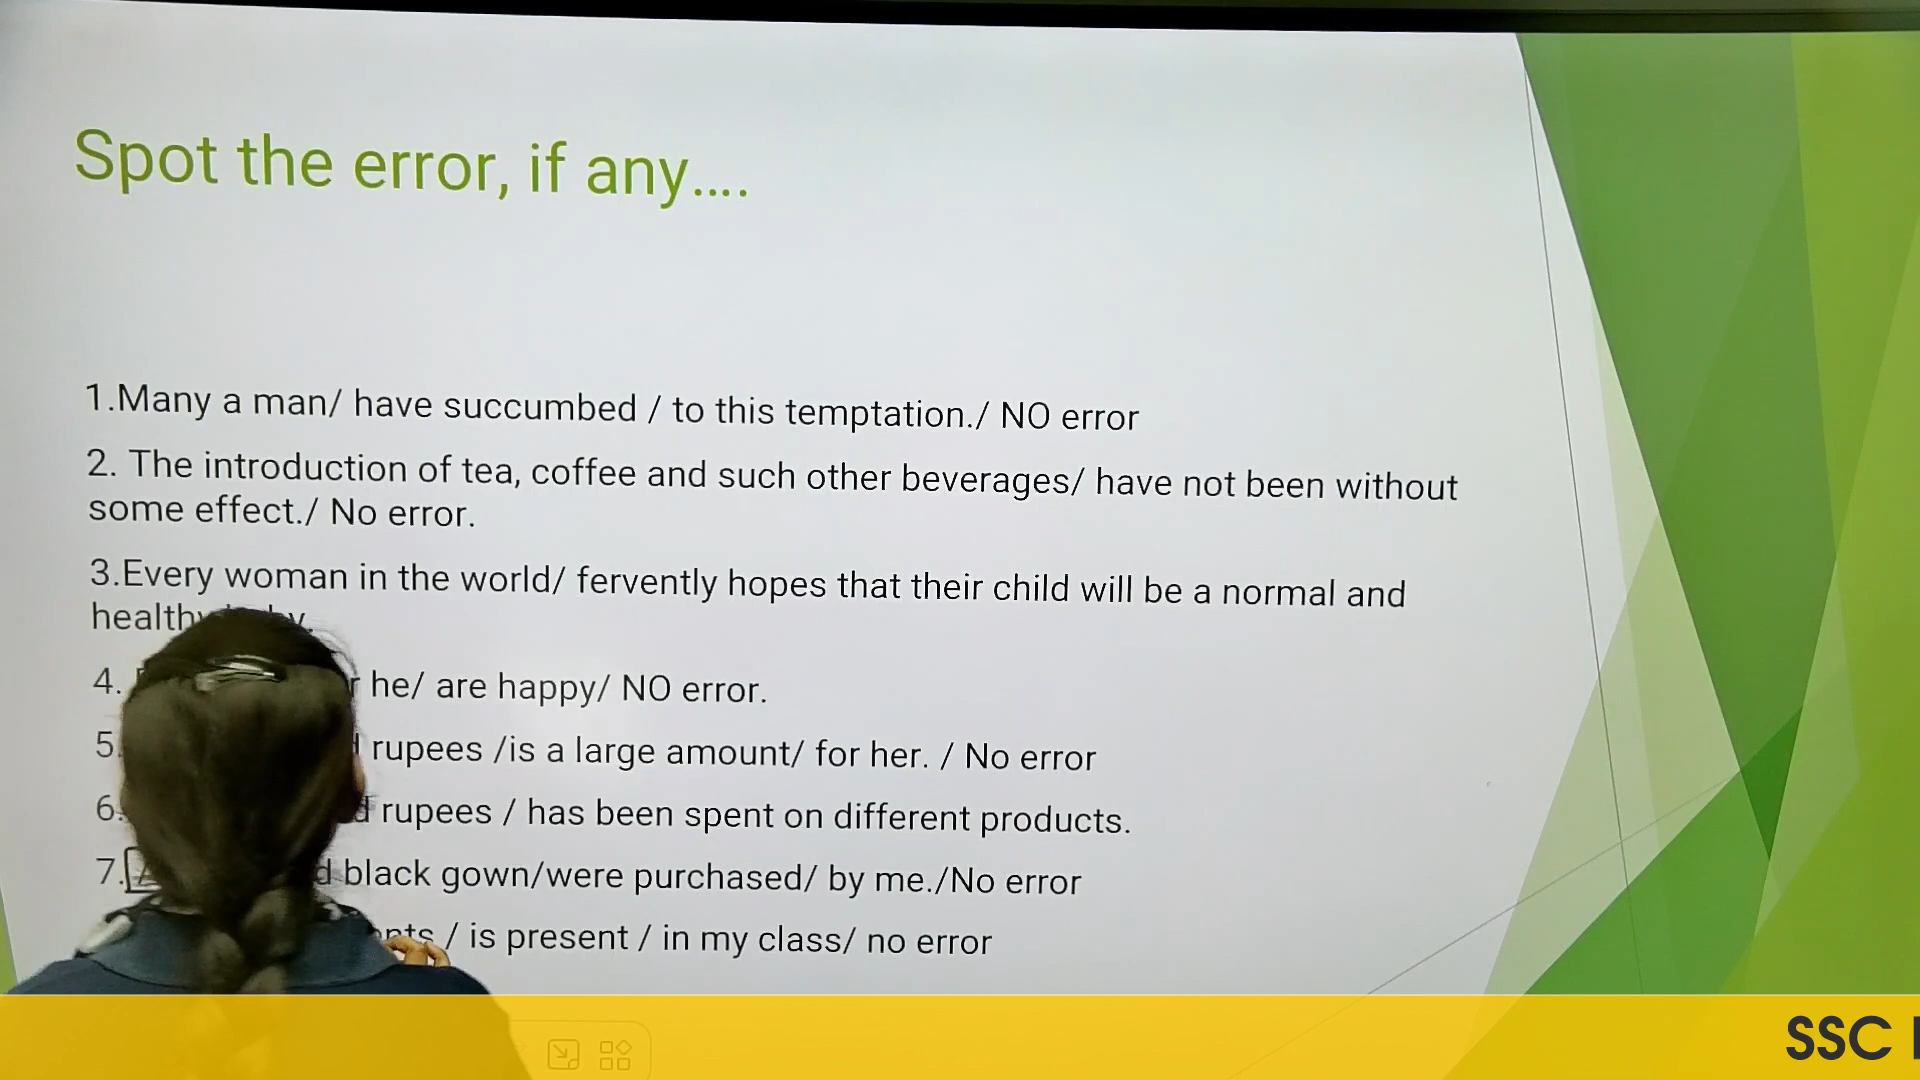 Spot the error, if any....
1.Many a man/ have succumbed / to this temptation./ NO error
2. The introduction of tea, coffee and such other beverages/ have not been without
some effect./ No error.
3.Every woman in the world/ fervently hopes that their child will be a normal and
4. he/ are happy/ NO error.
5. rupees /is a large amount/ for her. / No error
6. rupees / has been spent on different products.
7. black gown/were purchased/ by me./No error
/ is present / in my class/ no error
SSC